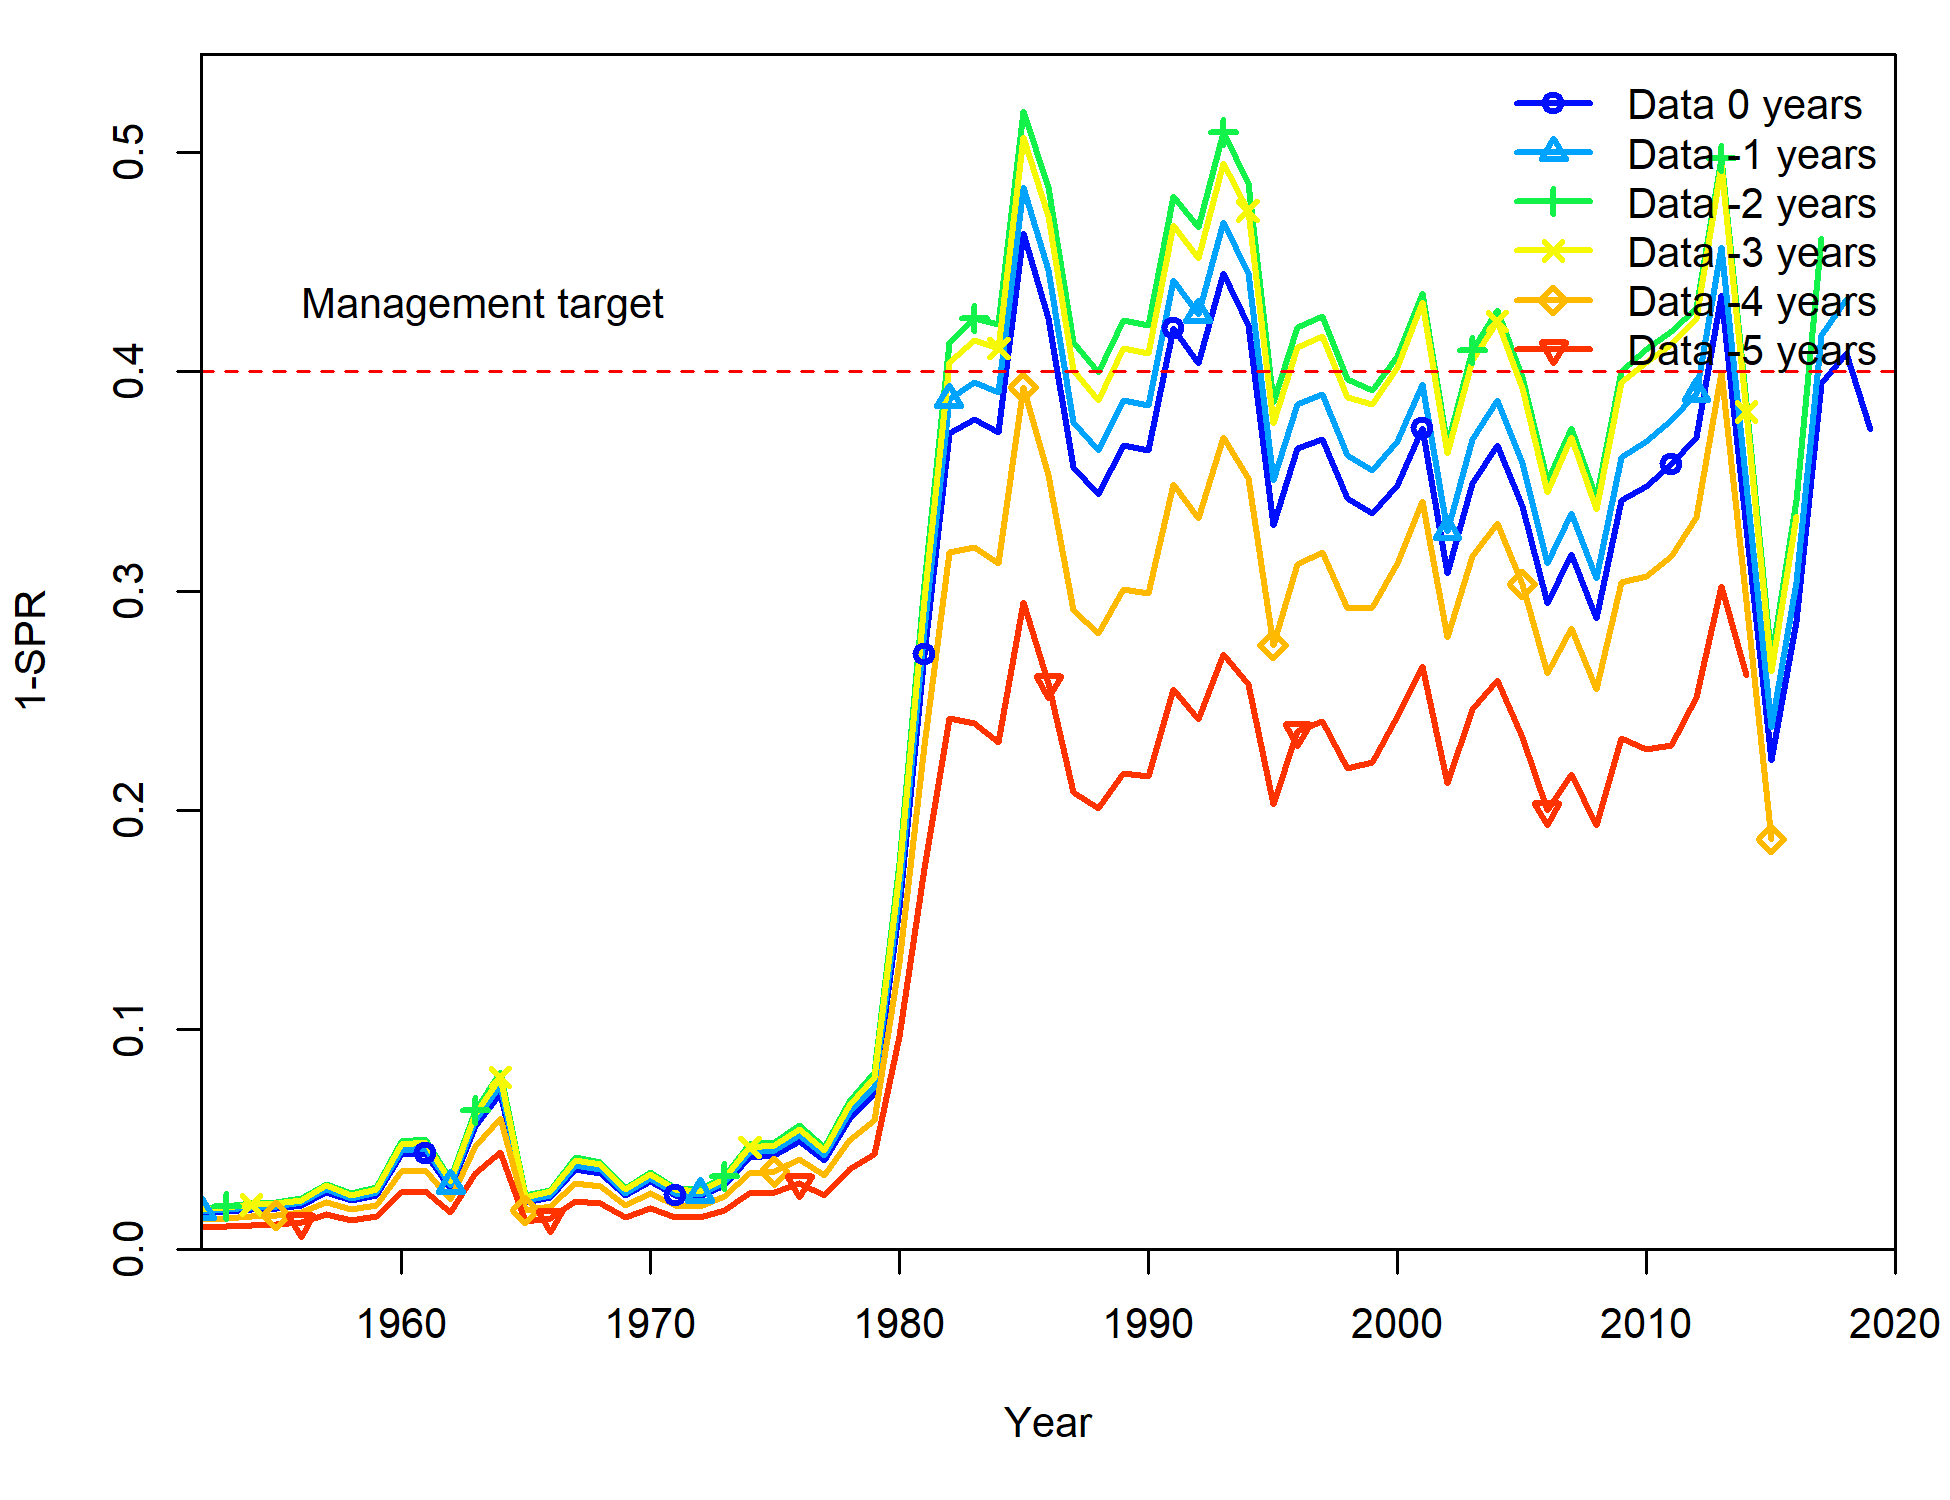 Data 0 years
Data -1 years
Data -2 years
Data -3 years
Data -4 years
Data -5 years
Management target
1-SPR
0.5
0.4
0.3
0.2
0.1
0.0
1960 1970 1980 1990 2000 2010 2020
Year